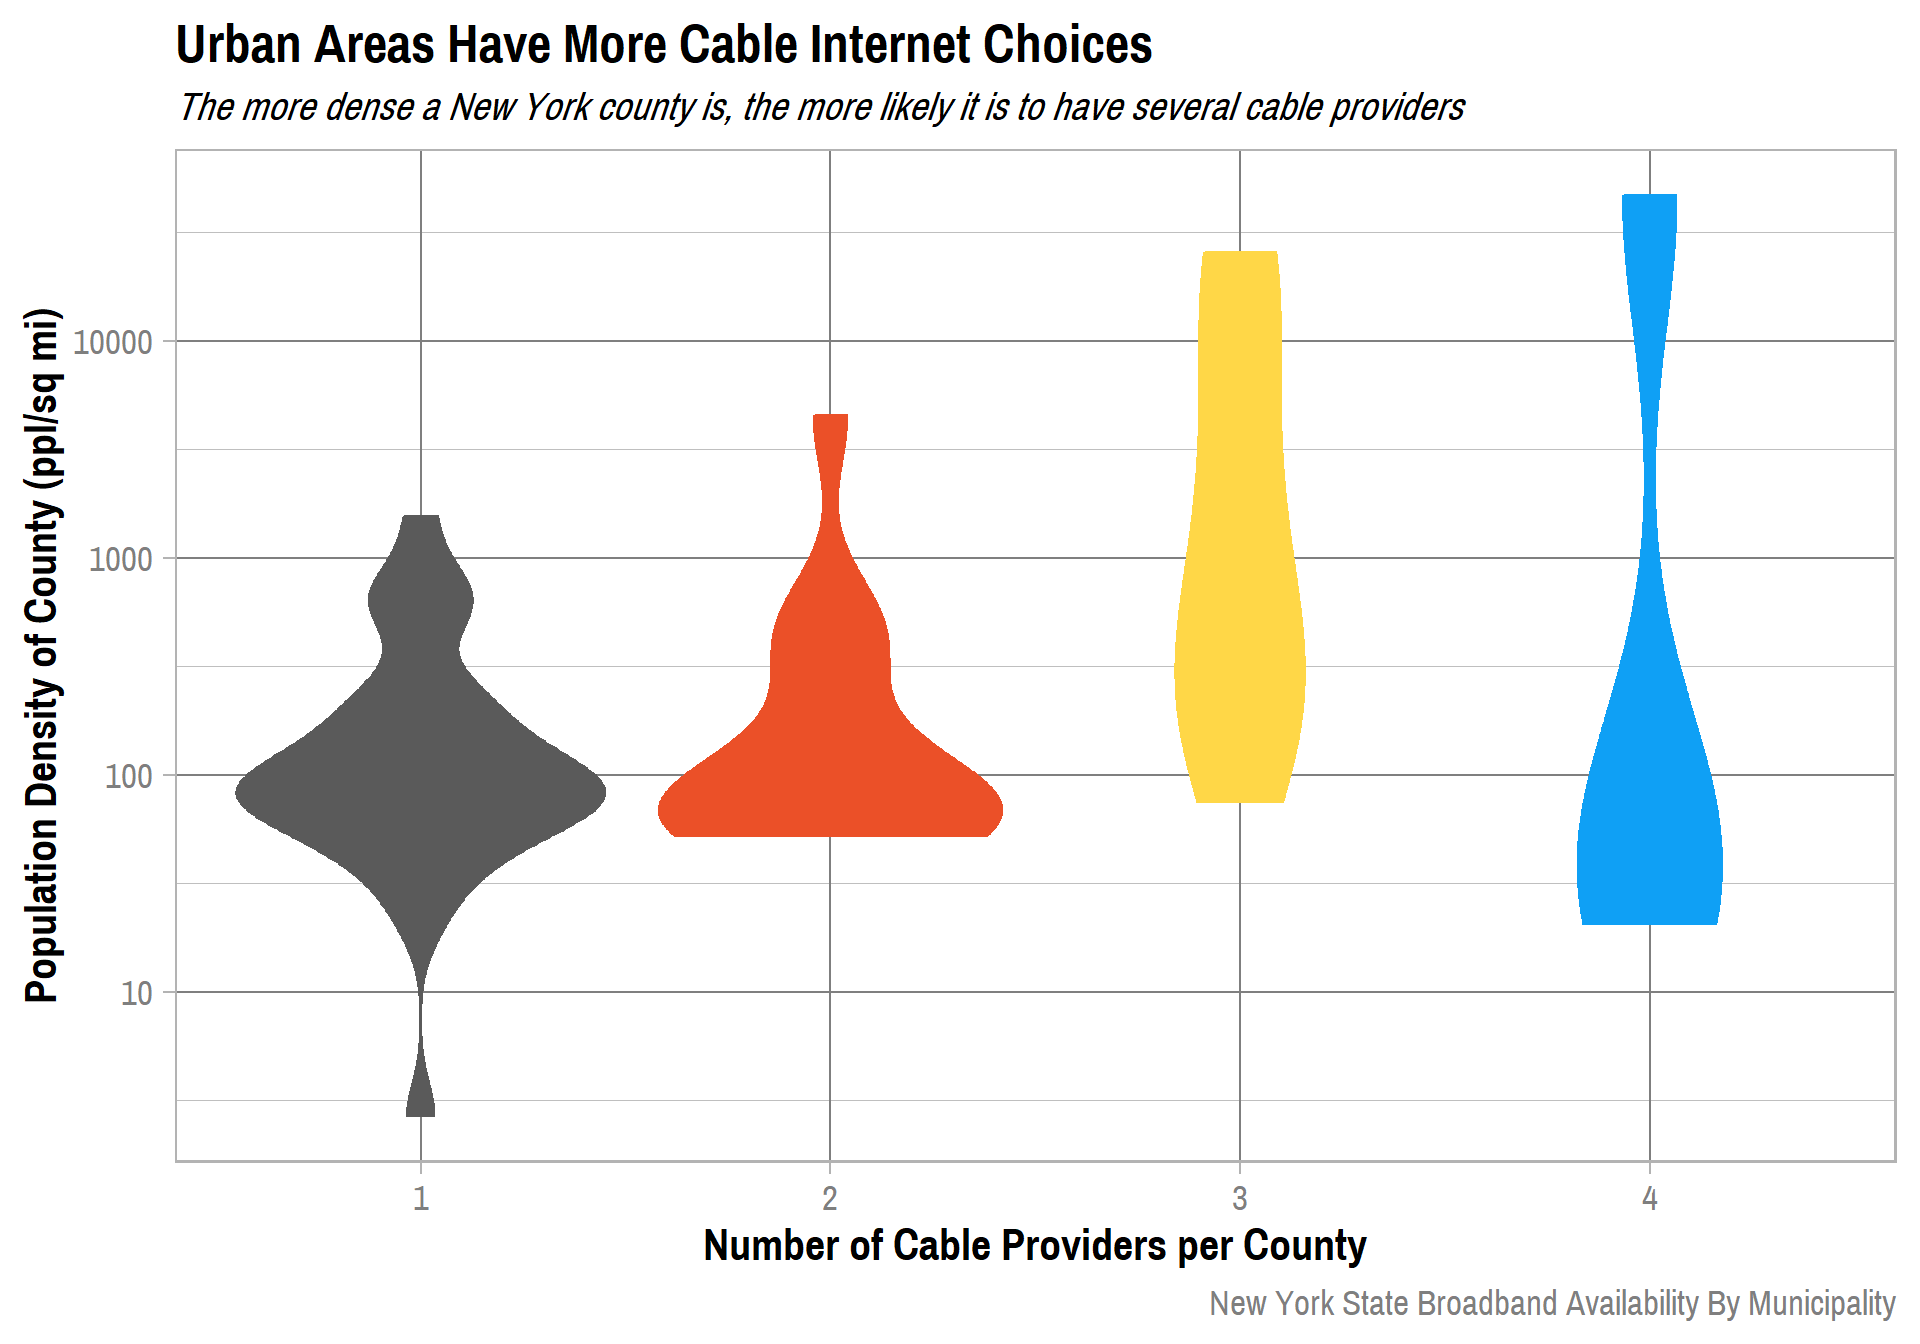 Urban Areas Have More Cable Internet Choices
The more dense a New York county is, the more likely it is to have several cable providers
Population Density of County (ppl/sq mi)
10000
1000
100
10
1 2 3 4
Number of Cable Providers per County
New York State Broadband Availability By Municipality